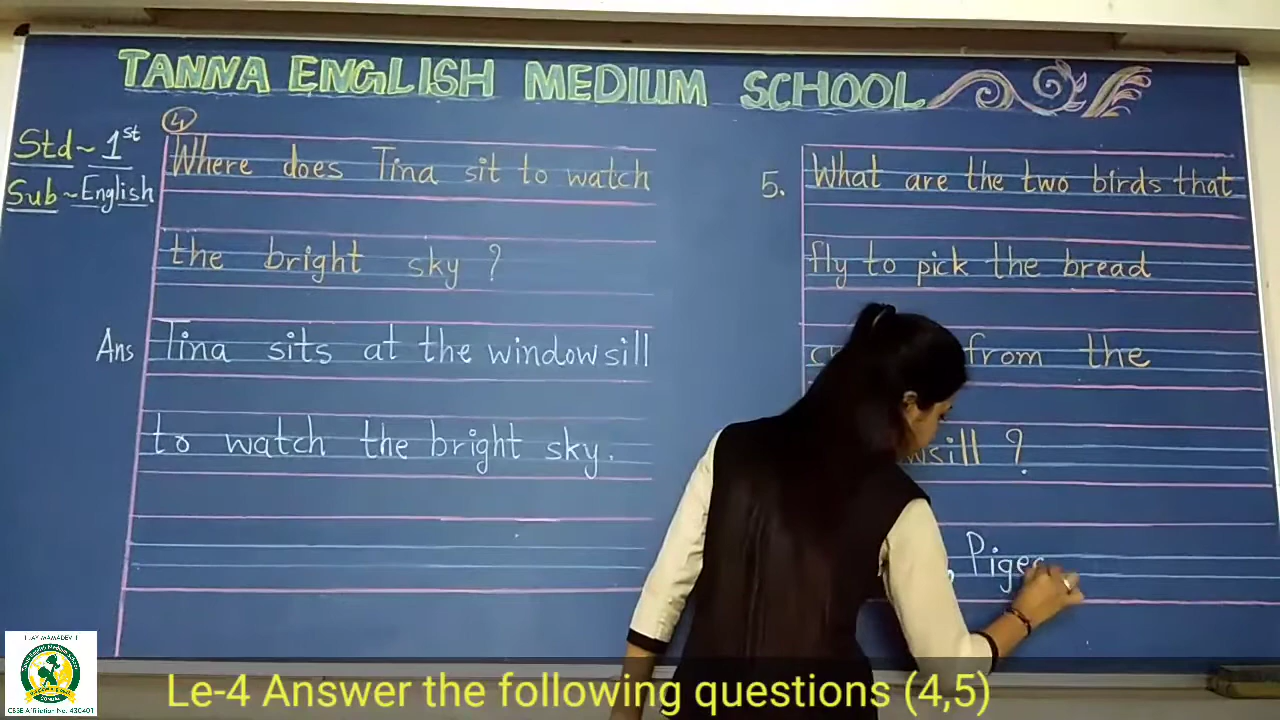 TANNA ENGLISH MEDIUM SCHOOL
Std ~ 1st
Sub ~ English
4
Where does Tina sit to watch
the bright sky ?
Ans Tina sits at the windowsill
to watch the bright sky.
5. What are the two birds that
fly to pick the bread
from the
?
, Pigeo
Le-4 Answer the following questions (4,5)